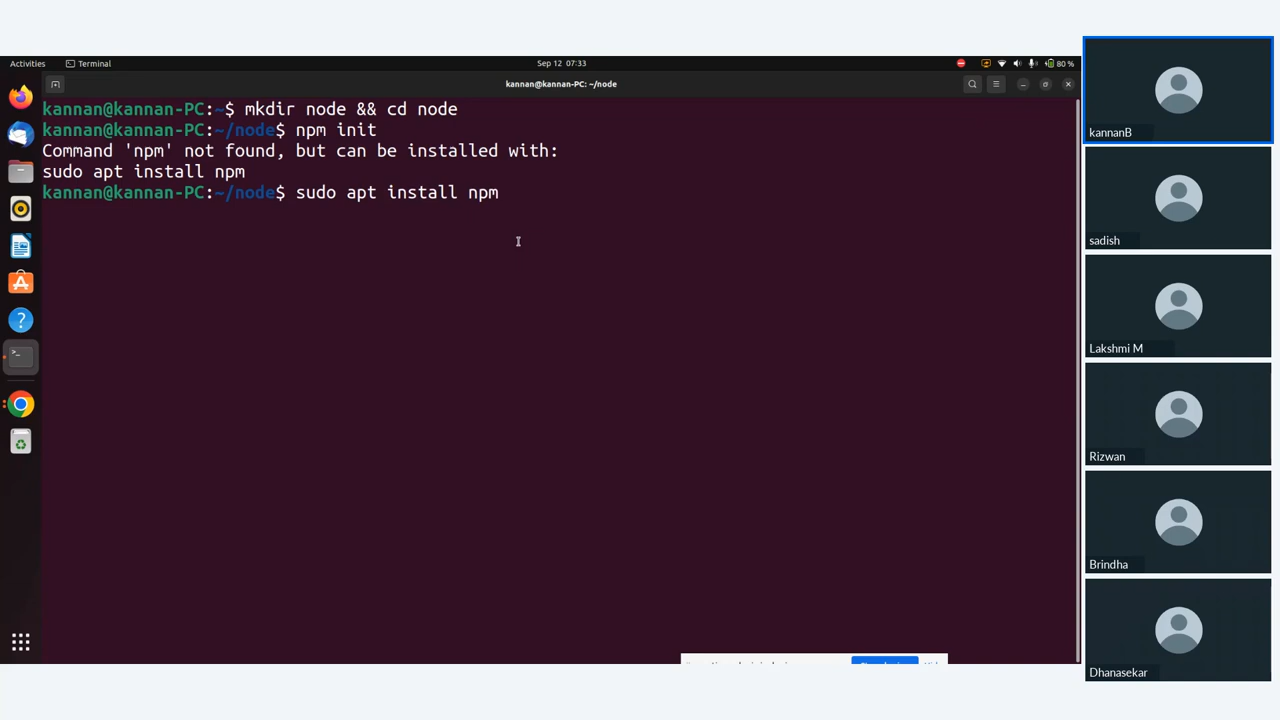 Activities
Terminal
Sep 12 07:33
80 %
kannan@kannan-PC: ~/node
kannan@kannan-PC:~$ mkdir node && cd node
kannan@kannan-PC:~/node$ npm init
Command 'npm' not found, but can be installed with:
sudo apt install npm
kannan@kannan-PC:~/node$ sudo apt install npm
kannanB
sadish
Lakshmi M
Rizwan
Brindha
Dhanasekar